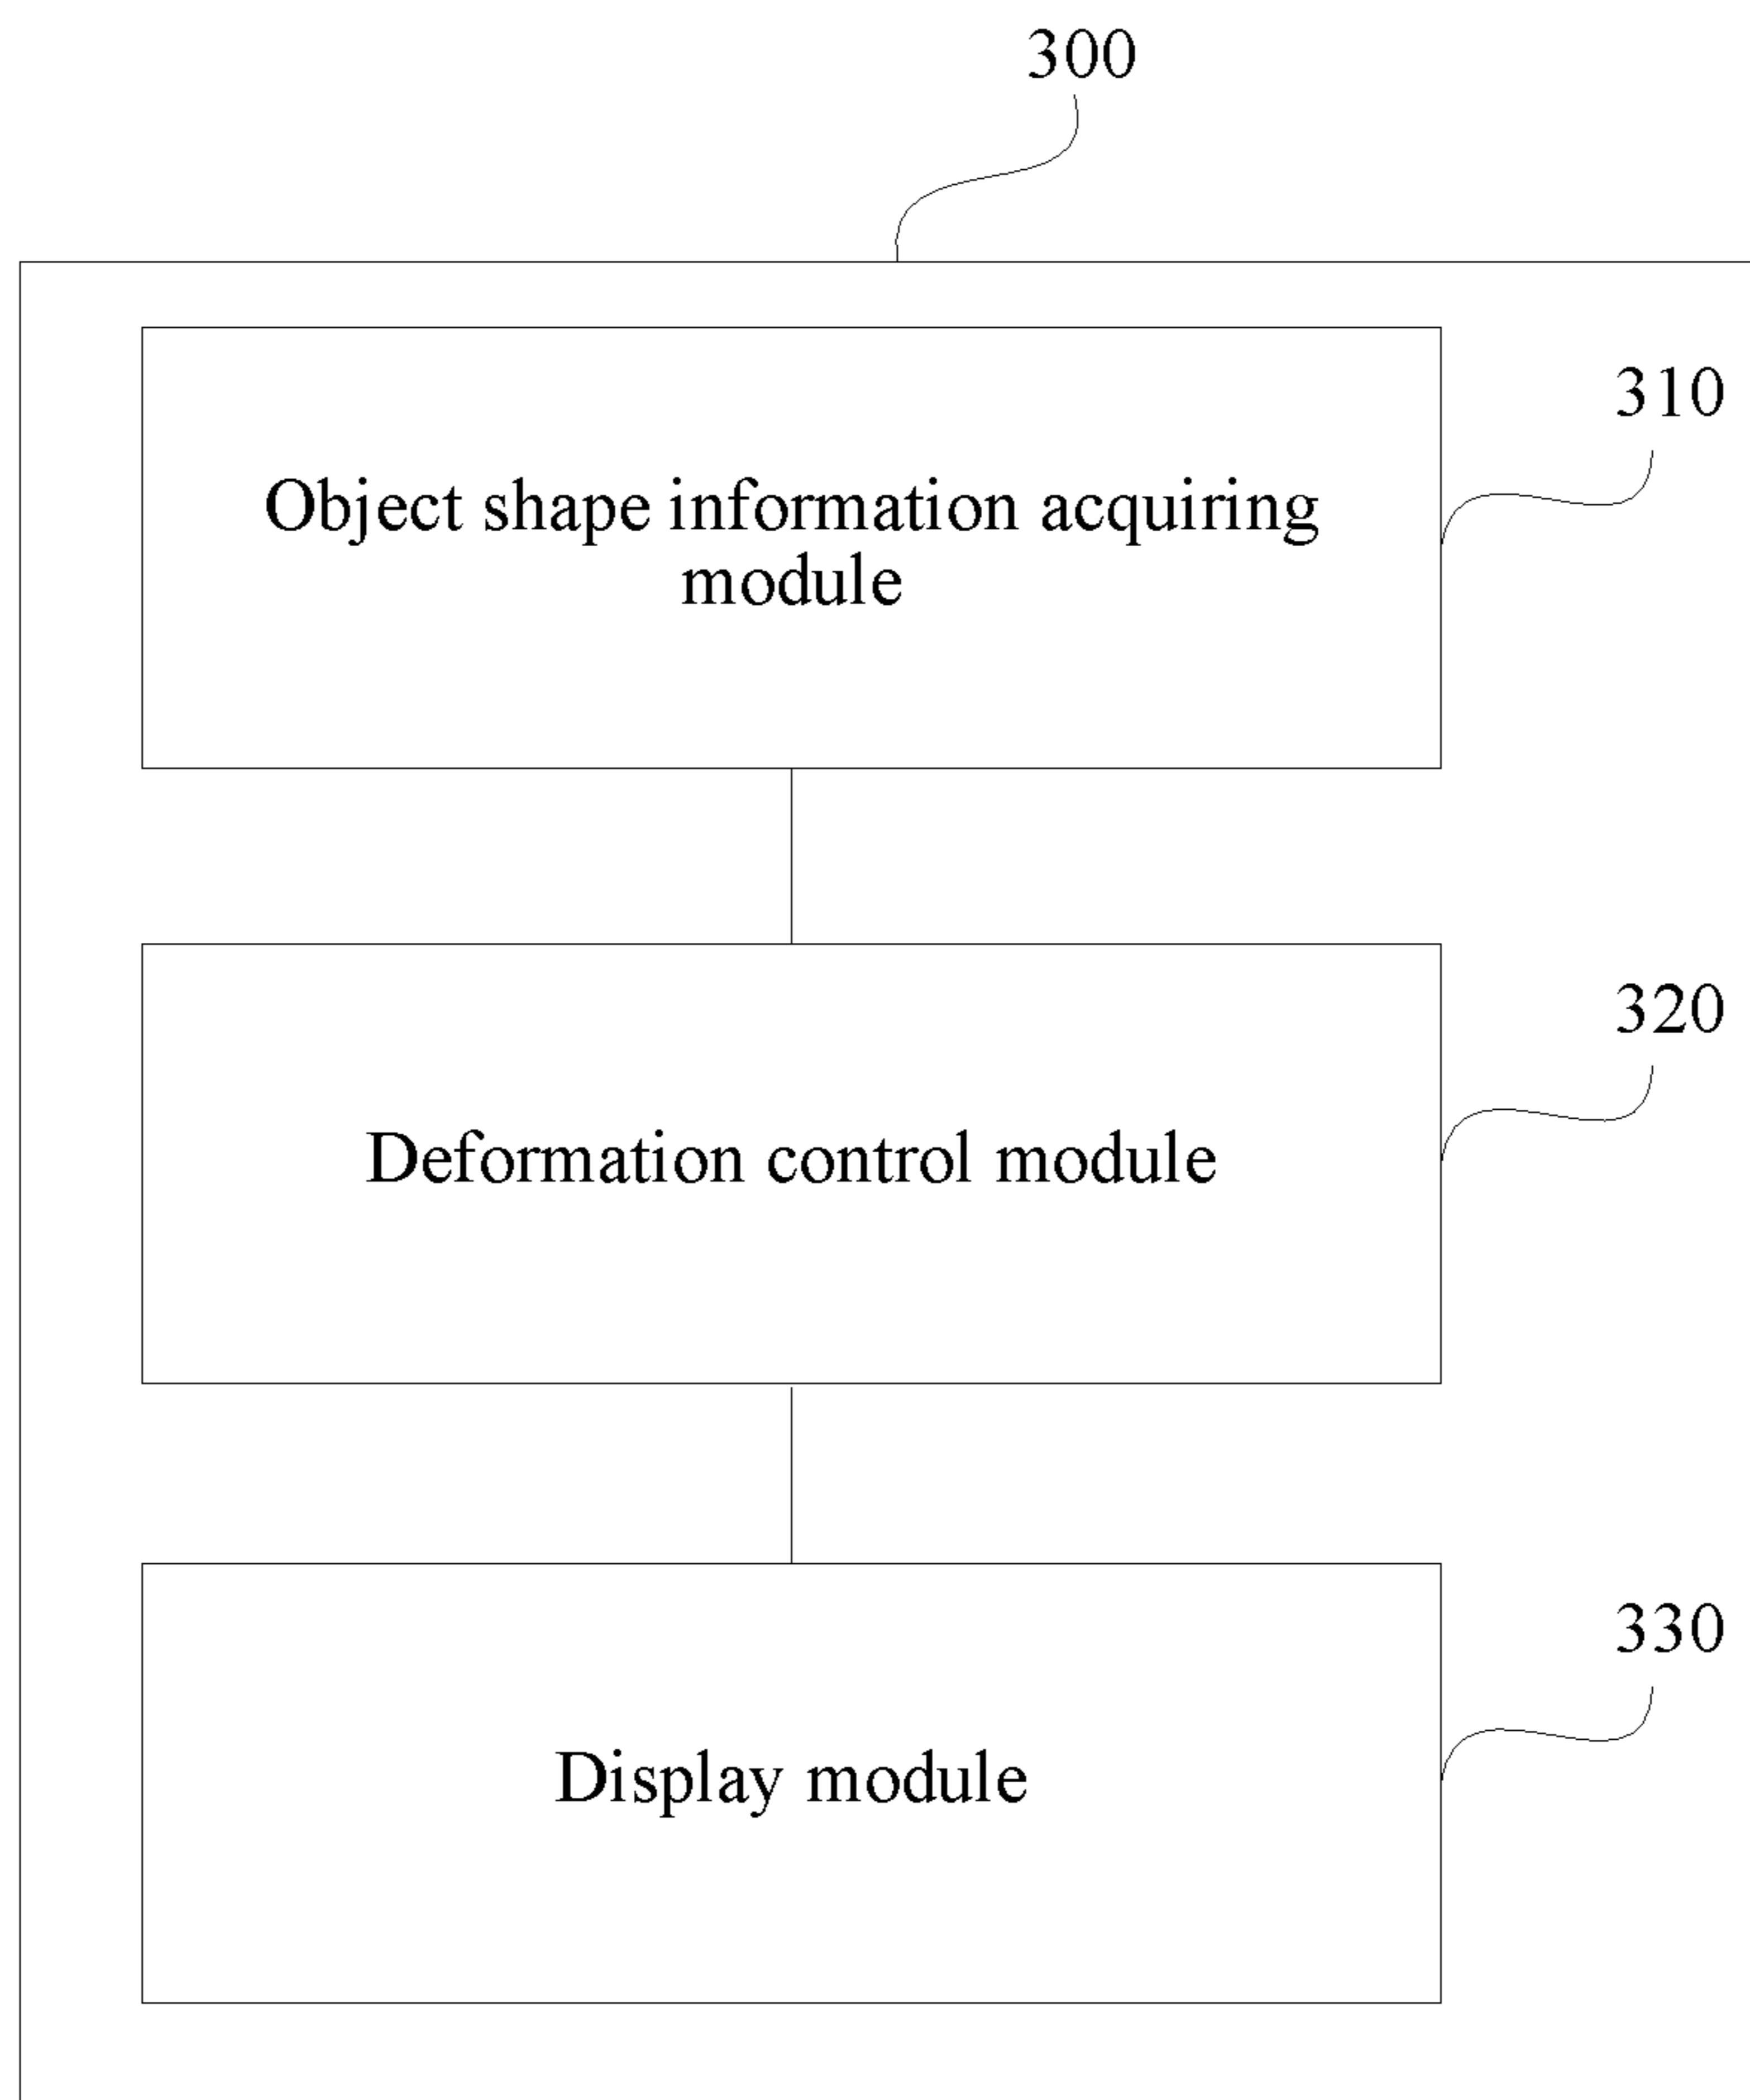 300
310
Object shape information acquiring
module
320
Deformation control module
330
Display module